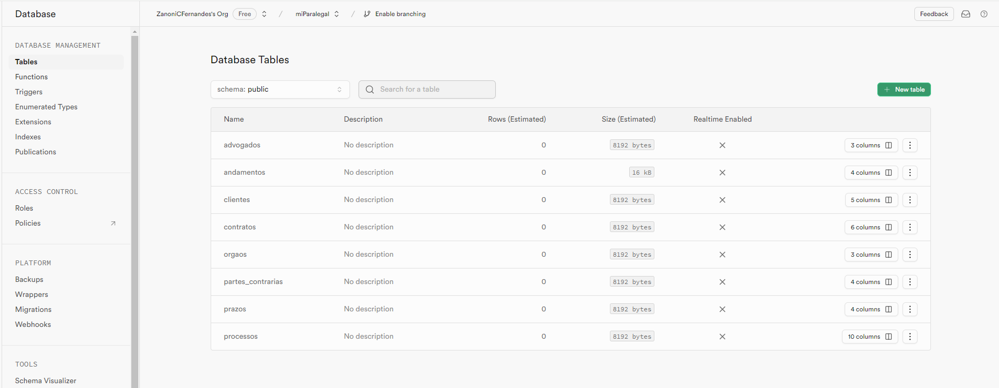 Database
ZanoniCFernandes's Org Free / miParalegal / Enable branching
Feedback
DATABASE MANAGEMENT
Tables
Functions
Triggers
Enumerated Types
Extensions
Indexes
Publications
ACCESS CONTROL
Roles
Policies
PLATFORM
Backups
Wrappers
Migrations
Webhooks
TOOLS
Schema Visualizer
Database Tables
schema: public
Search for a table
+ New table
Name Description Rows (Estimated) Size (Estimated) Realtime Enabled
advogados No description 0 8192 bytes 3 columns
andamentos No description 0 16 kB 4 columns
clientes No description 0 8192 bytes 5 columns
contratos No description 0 8192 bytes 6 columns
orgaos No description 0 8192 bytes 3 columns
partes_contrarias No description 0 8192 bytes 4 columns
prazos No description 0 8192 bytes 4 columns
processos No description 0 8192 bytes 10 columns